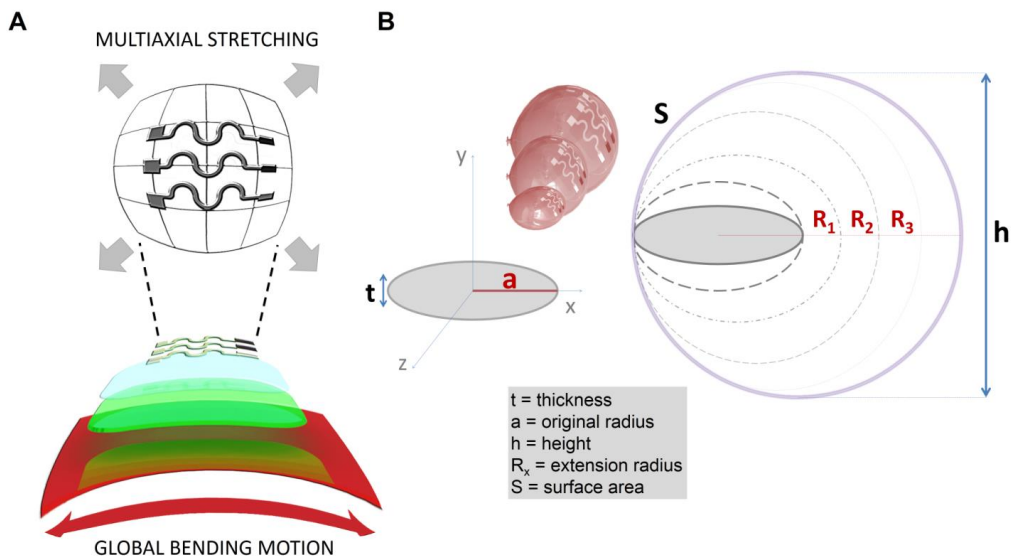 A
MULTIAXIAL STRETCHING
GLOBAL BENDING MOTION
B
y
t
a
x
z
S
R1 R2 R3
h
t = thickness
a = original radius
h = height
Rx = extension radius
S = surface area